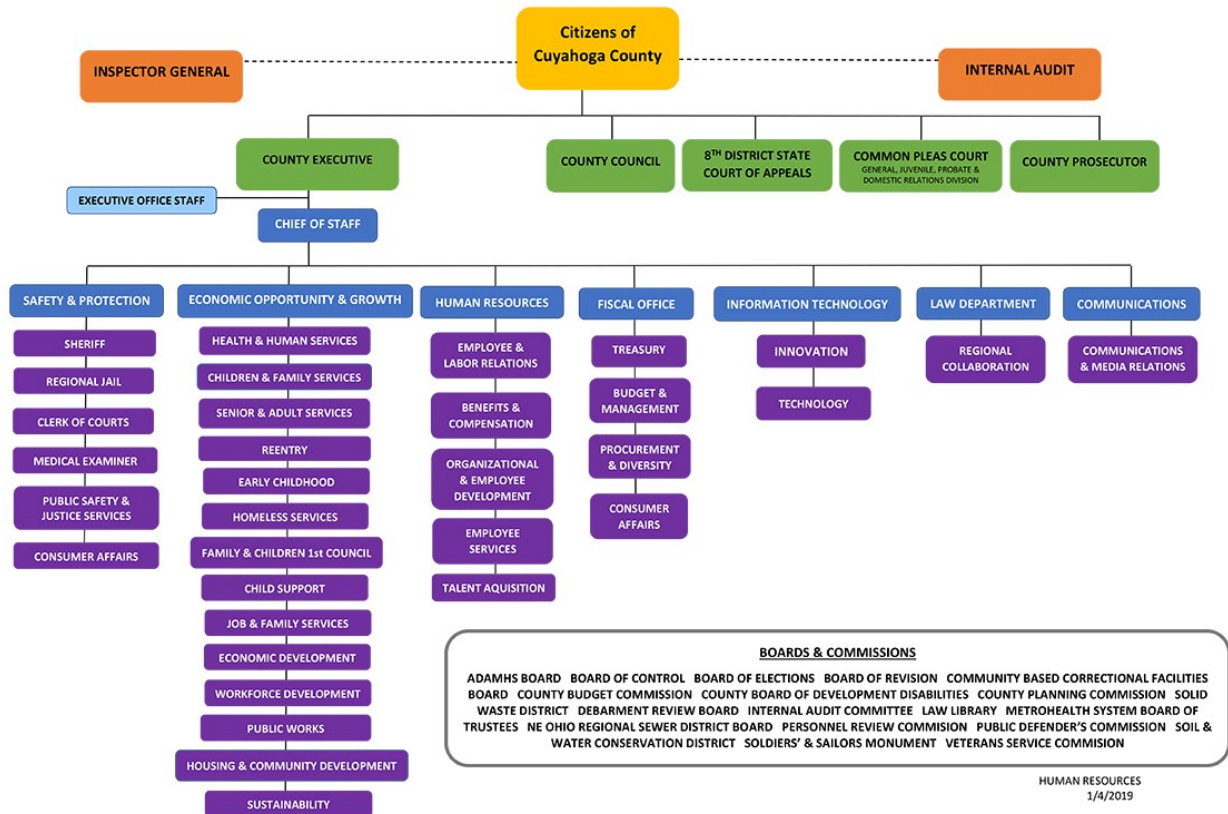 Citizens of
Cuyahoga County
INSPECTOR GENERAL
INTERNAL AUDIT
COUNTY EXECUTIVE
COUNTY COUNCIL
8TH DISTRICT STATE
COURT OF APPEALS
COMMON PLEAS COURT
GENERAL, JUVENILE, PROBATE &
DOMESTIC RELATIONS DIVISION
COUNTY PROSECUTOR
EXECUTIVE OFFICE STAFF
CHIEF OF STAFF
SAFETY & PROTECTION
SHERIFF
REGIONAL JAIL
CLERK OF COURTS
MEDICAL EXAMINER
PUBLIC SAFETY &
JUSTICE SERVICES
CONSUMER AFFAIRS
ECONOMIC OPPORTUNITY & GROWTH
HEALTH & HUMAN SERVICES
CHILDREN & FAMILY SERVICES
SENIOR & ADULT SERVICES
REENTRY
EARLY CHILDHOOD
HOMELESS SERVICES
FAMILY & CHILDREN 1ST COUNCIL
CHILD SUPPORT
JOB & FAMILY SERVICES
ECONOMIC DEVELOPMENT
WORKFORCE DEVELOPMENT
PUBLIC WORKS
HOUSING & COMMUNITY DEVELOPMENT
SUSTAINABILITY
HUMAN RESOURCES
EMPLOYEE &
LABOR RELATIONS
BENEFITS &
COMPENSATION
ORGANIZATIONAL
& EMPLOYEE
DEVELOPMENT
EMPLOYEE
SERVICES
TALENT AQUISITION
FISCAL OFFICE
TREASURY
BUDGET &
MANAGEMENT
PROCUREMENT
& DIVERSITY
CONSUMER
AFFAIRS
INFORMATION TECHNOLOGY
INNOVATION
TECHNOLOGY
LAW DEPARTMENT
REGIONAL
COLLABORATION
COMMUNICATIONS
COMMUNICATIONS
& MEDIA RELATIONS
BOARDS & COMMISSIONS
ADAMHS BOARD BOARD OF CONTROL BOARD OF ELECTIONS BOARD OF REVISION COMMUNITY BASED CORRECTIONAL FACILITIES
BOARD COUNTY BUDGET COMMISSION COUNTY BOARD OF DEVELOPMENT DISABILITIES COUNTY PLANNING COMMISSION SOLID
WASTE DISTRICT DEBARMENT REVIEW BOARD INTERNAL AUDIT COMMITTEE LAW LIBRARY METROHEALTH SYSTEM BOARD OF
TRUSTEES NE OHIO REGIONAL SEWER DISTRICT BOARD PERSONNEL REVIEW COMMISION PUBLIC DEFENDER'S COMMISSION SOIL &
WATER CONSERVATION DISTRICT SOLDIERS' & SAILORS MONUMENT VETERANS SERVICE COMMISION
HUMAN RESOURCES
1/4/2019